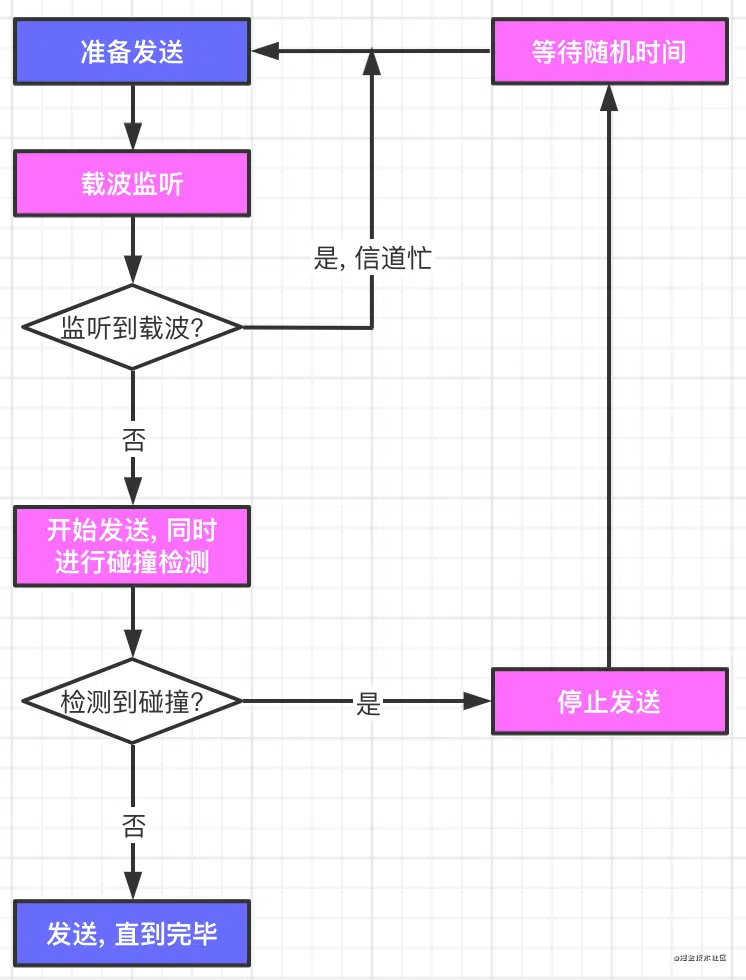 准备发送
等待随机时间
载波监听
是, 信道忙
监听到载波?
否
开始发送, 同时
进行碰撞检测
检测到碰撞?
是
停止发送
否
发送, 直到完毕
@掘金技术社区